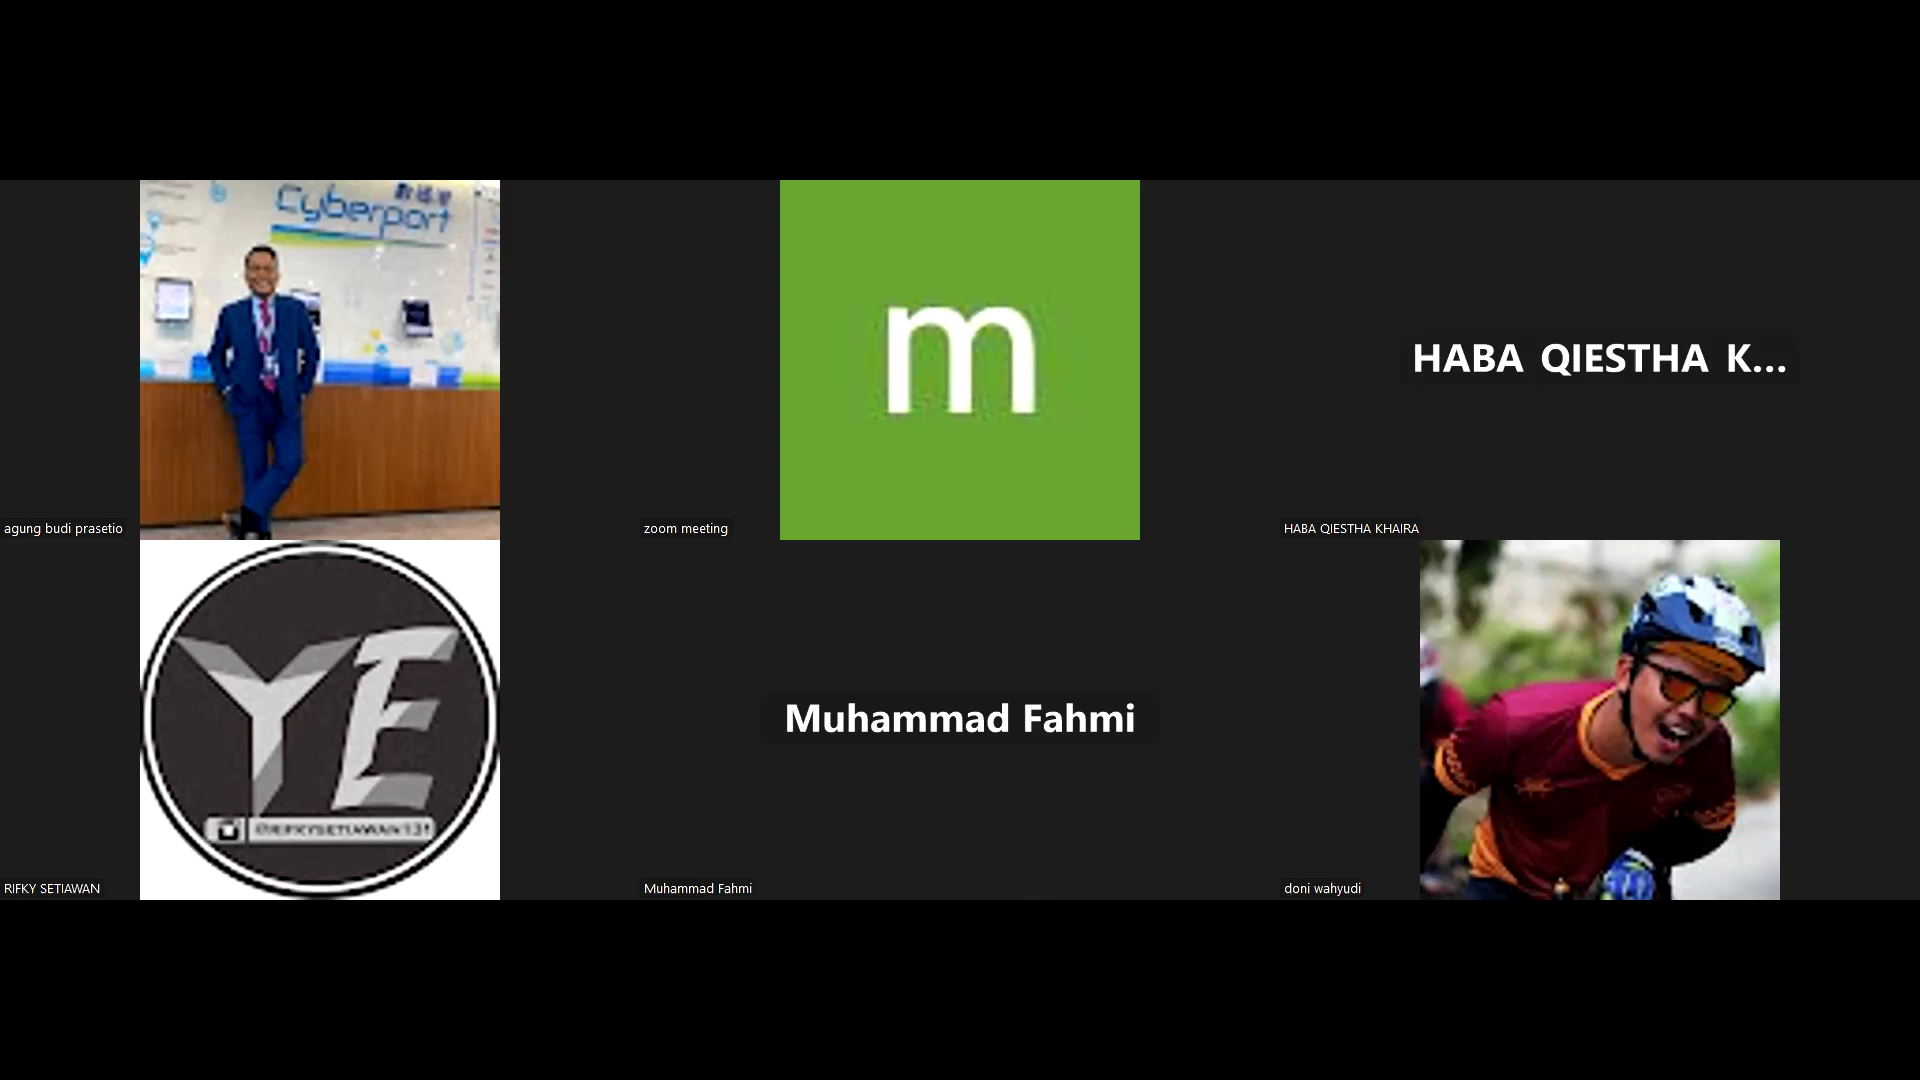 Cyberport
agung budi prasetio
m
zoom meeting
HABA QIESTHA K...
HABA QIESTHA KHAIRA
YE
@RIFKYSETIAWAN131
RIFKY SETIAWAN
Muhammad Fahmi
Muhammad Fahmi
doni wahyudi